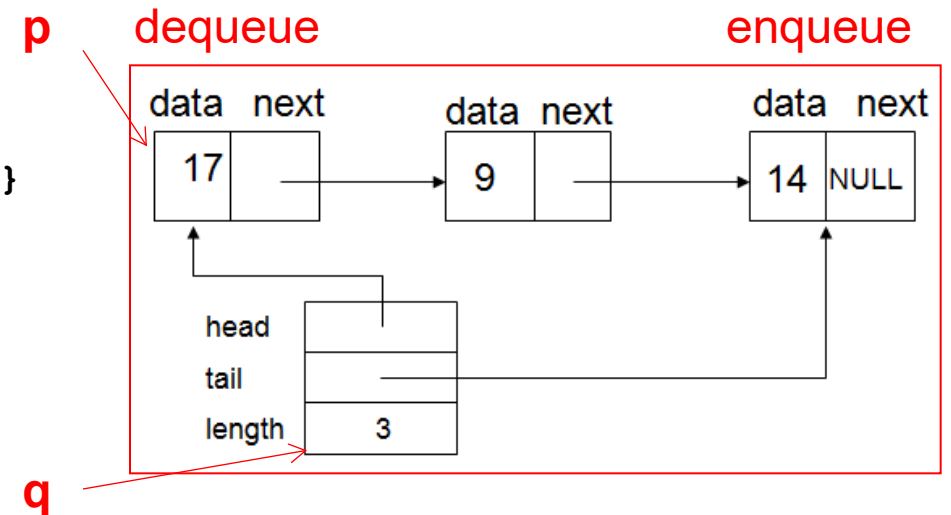 p dequeue enqueue
data next data next data next
17 9 14 NULL
}
head
tail
length 3
q